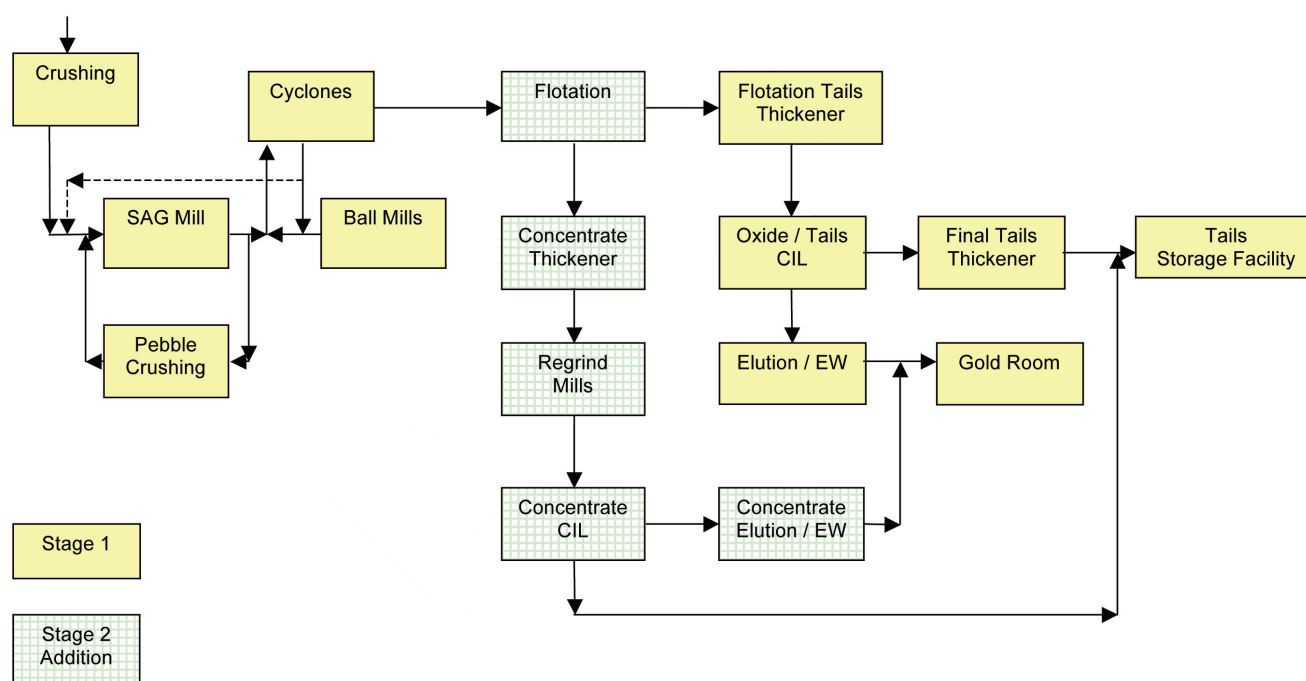 Crushing
Cyclones
Flotation
Flotation Tails
Thickener
SAG Mill
Ball Mills
Concentrate
Thickener
Oxide / Tails
CIL
Final Tails
Thickener
Tails
Storage Facility
Pebble
Crushing
Regrind
Mills
Elution / EW
Gold Room
Concentrate
CIL
Concentrate
Elution / EW
Stage 1
Stage 2
Addition